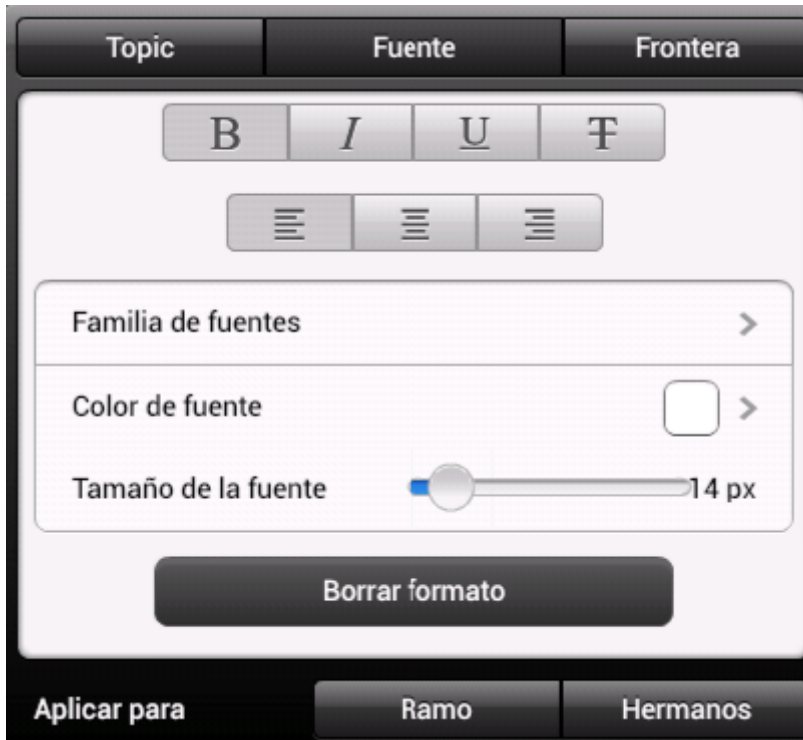 Topic Fuente Frontera
B I U T
Familia de fuentes
Color de fuente
Tamaño de la fuente 14 px
Borrar formato
Aplicar para Ramo Hermanos